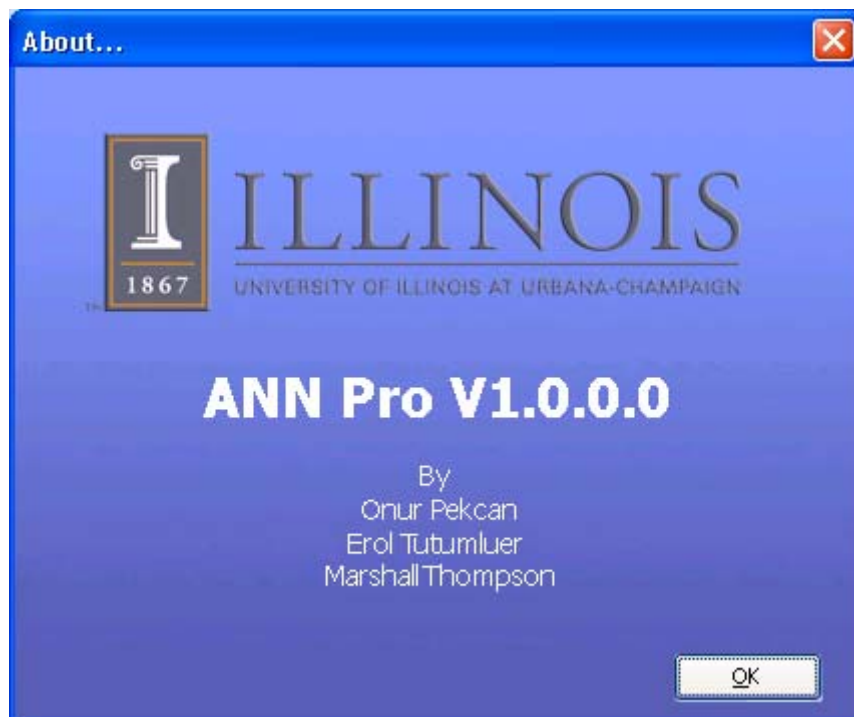 About...
ILLINOIS
1867
UNIVERSITY OF ILLINOIS AT URBANA-CHAMPAIGN
ANN Pro V1.0.0.0
By
Onur Pekcan
Erol Tutumluer
Marshall Thompson
OK